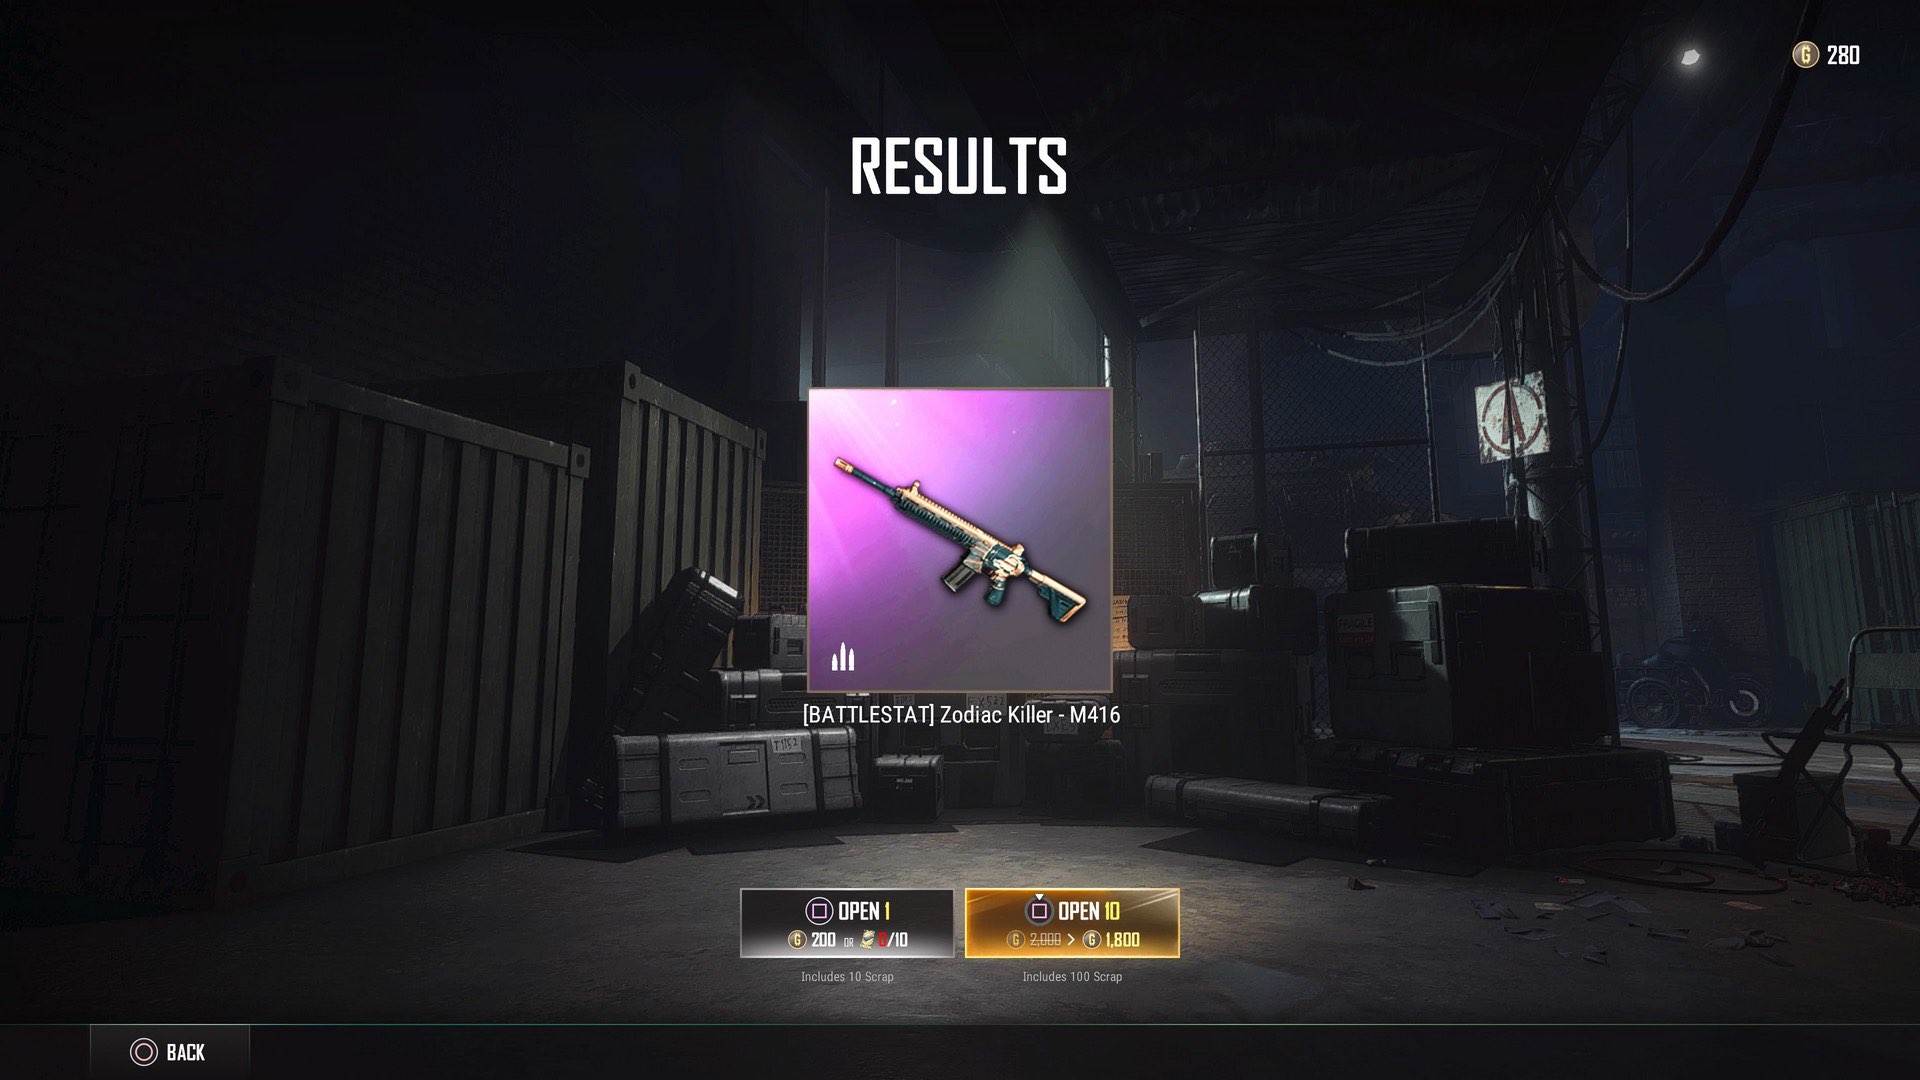 280
RESULTS
[BATTLESTAT] Zodiac Killer - M416
OPEN 1
200 OR 0/10
Includes 10 Scrap
OPEN 10
2,000 > 1,800
Includes 100 Scrap
FRAGILE
BACK